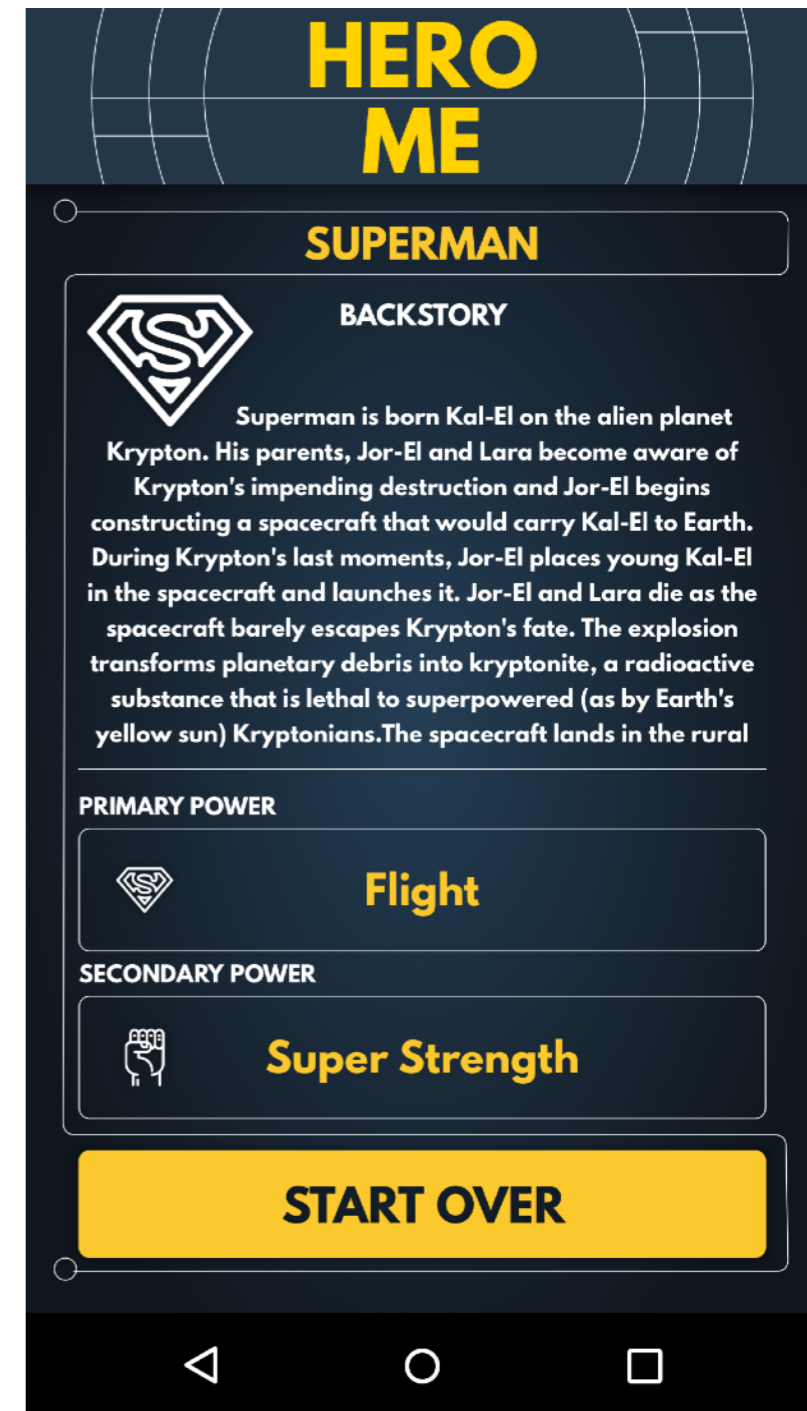 HERO
ME
SUPERMAN
BACKSTORY
Superman is born Kal-El on the alien planet
Krypton. His parents, Jor-El and Lara become aware of
Krypton's impending destruction and Jor-El begins
constructing a spacecraft that would carry Kal-El to Earth.
During Krypton's last moments, Jor-El places young Kal-El
in the spacecraft and launches it. Jor-El and Lara die as the
spacecraft barely escapes Krypton's fate. The explosion
transforms planetary debris into kryptonite, a radioactive
substance that is lethal to superpowered (as by Earth's
yellow sun) Kryptonians.The spacecraft lands in the rural
PRIMARY POWER
S
Flight
SECONDARY POWER
Super Strength
START OVER